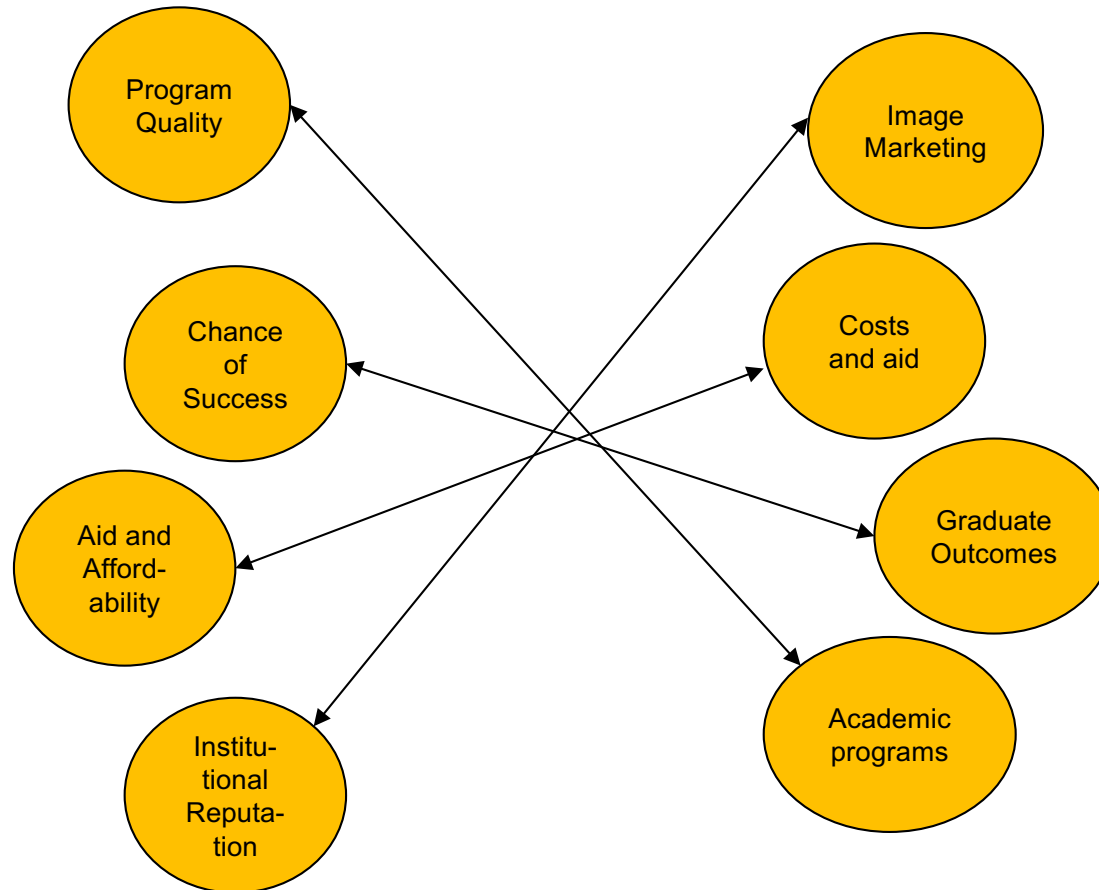 Program
Quality
Image
Marketing
Chance
of
Success
Costs
and aid
Aid and
Afford-
ability
Graduate
Outcomes
Institu-
tional
Reputa-
tion
Academic
programs